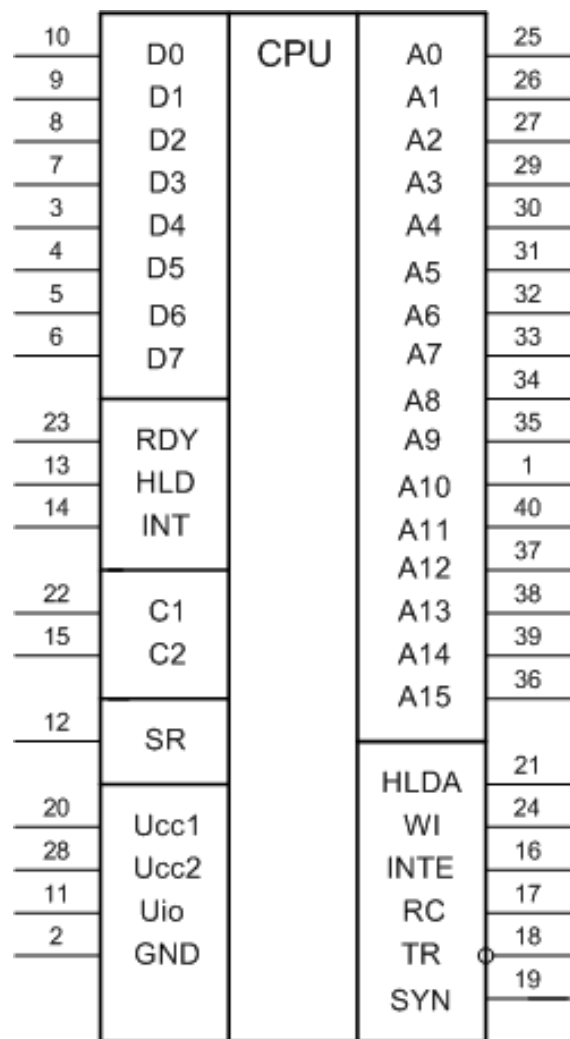 10 D0 CPU A0 25
9 D1 A1 26
8 D2 A2 27
7 D3 A3 29
3 D4 A4 30
4 D5 A5 31
5 D6 A6 32
6 D7 A7 33
A8 34
23 RDY A9 35
13 HLD A10 1
14 INT A11 40
A12 37
22 C1 A13 38
15 C2 A14 39
A15 36
12 SR
HLDA 21
20 Ucc1 WI 24
28 Ucc2 INTE 16
11 Uio RC 17
2 GND TR 18
SYN 19